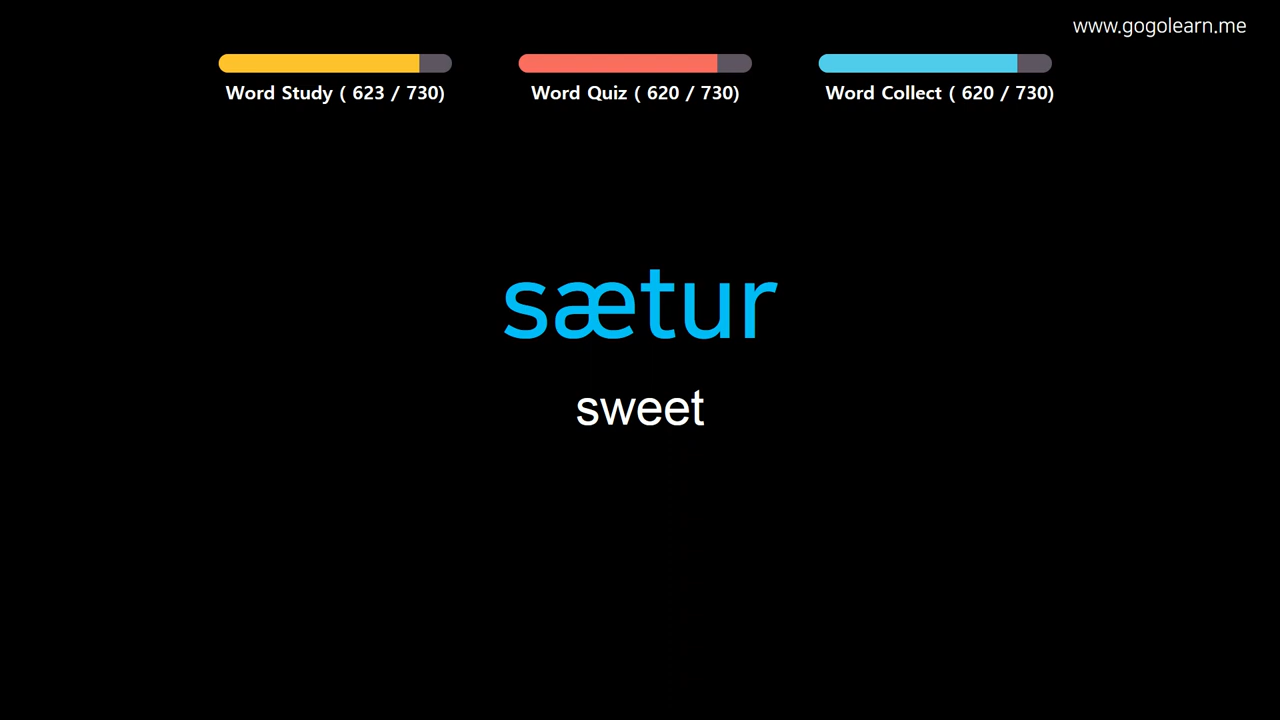 www.gogolearn.me
Word Study ( 623 / 730)
Word Quiz ( 620 / 730)
Word Collect ( 620 / 730)
sætur
sweet